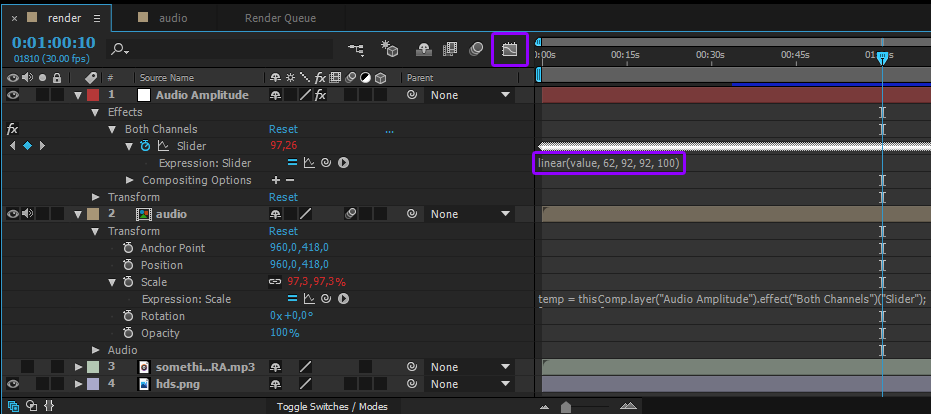 × render ≡ audio Render Queue
0:01:00:10
01810 (30.00 fps)
:00s 00:15s 00:30s 00:45s
# Source Name fx Parent
1 Audio Amplitude fx None
Effects
fx Both Channels Reset ...
Slider 97,26
Expression: Slider linear(value, 62, 92, 92, 100)
Compositing Options + −
Transform Reset
2 audio None
Transform Reset
Anchor Point 960,0,418,0
Position 960,0,418,0
Scale 97,3,97,3%
Expression: Scale temp = thisComp.layer("Audio Amplitude").effect("Both Channels")("Slider");
Rotation 0x+0,0°
Opacity 100%
Audio
3 somethi...RA.mp3 None
4 hds.png None
Toggle Switches / Modes